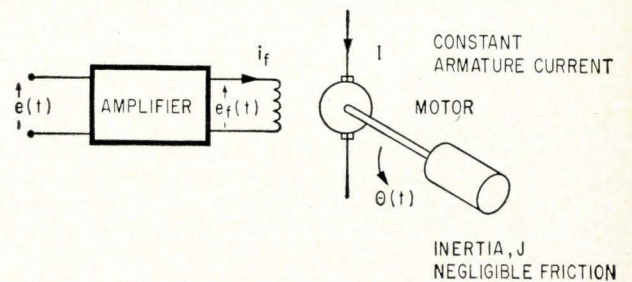 i_f
I
CONSTANT
ARMATURE CURRENT
e(t)
AMPLIFIER
e_f(t)
MOTOR
Θ(t)
INERTIA, J
NEGLIGIBLE FRICTION